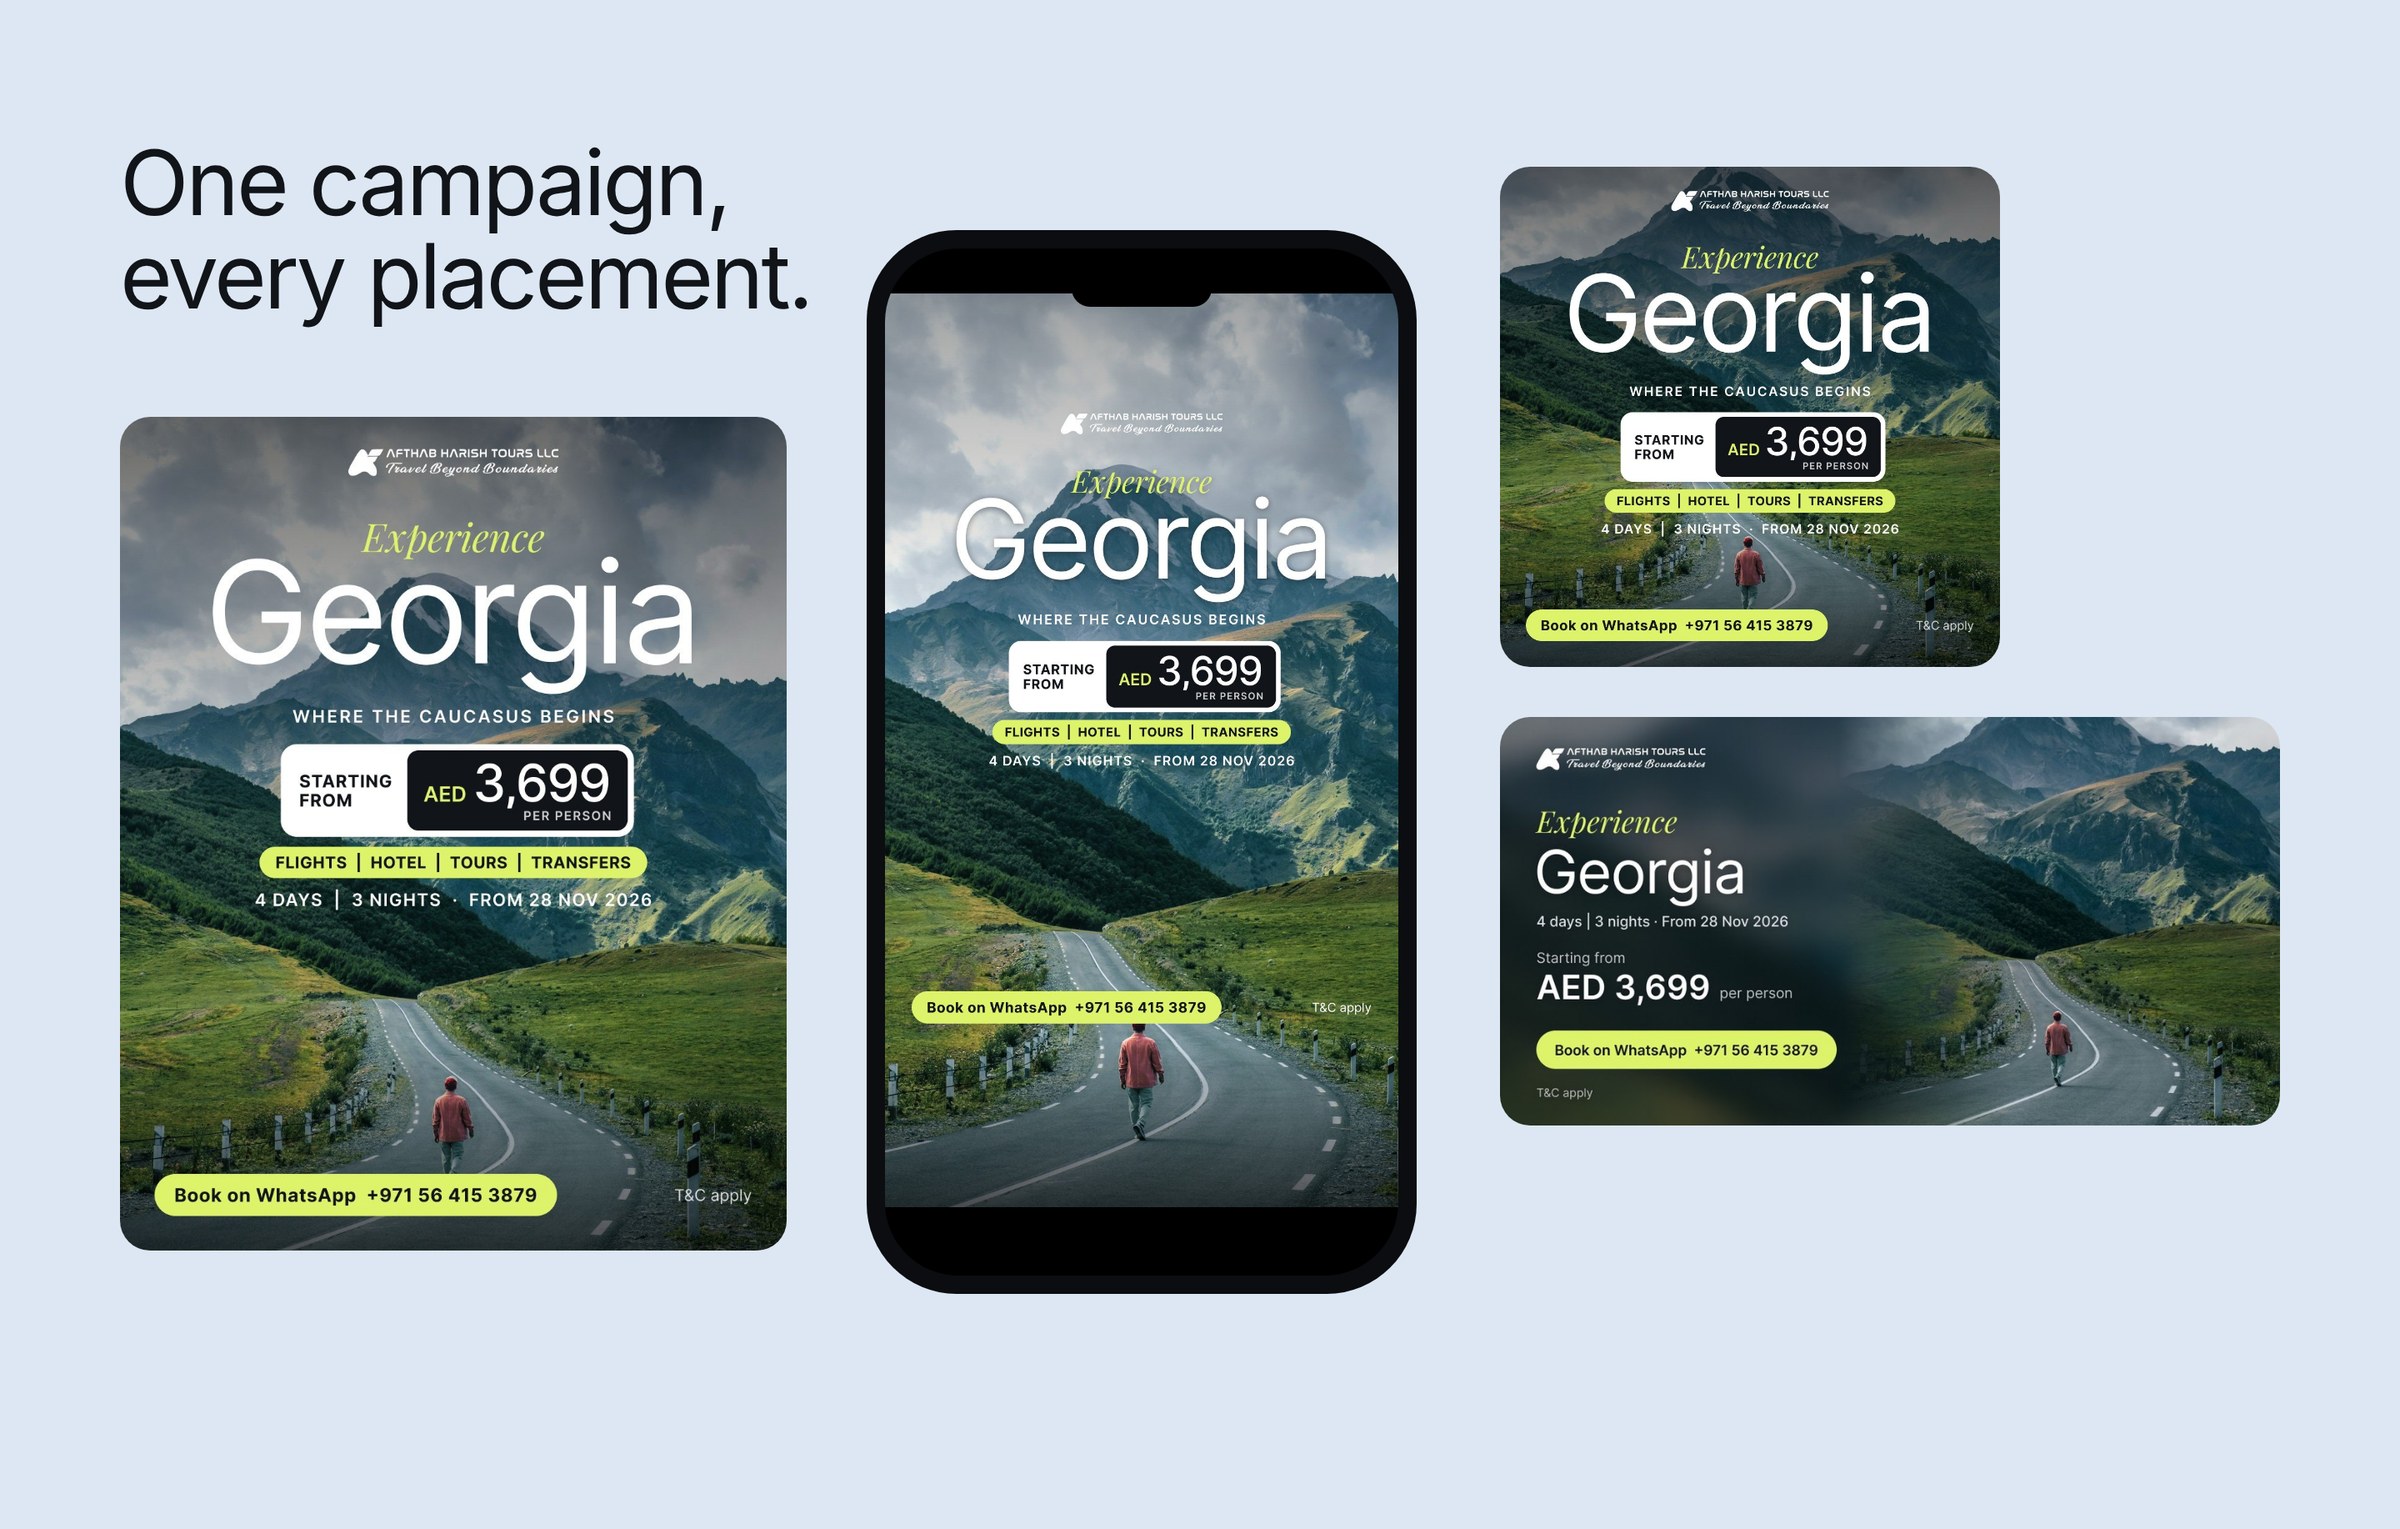 One campaign,
every placement.
AFTHAB HARISH TOURS LLC
Travel Beyond Boundaries
Experience
Georgia
WHERE THE CAUCASUS BEGINS
STARTING
FROM
AED 3,699
PER PERSON
FLIGHTS | HOTEL | TOURS | TRANSFERS
4 DAYS | 3 NIGHTS · FROM 28 NOV 2026
Book on WhatsApp +971 56 415 3879
T&C apply
AFTHAB HARISH TOURS LLC
Travel Beyond Boundaries
Experience
Georgia
WHERE THE CAUCASUS BEGINS
STARTING
FROM
AED 3,699
PER PERSON
FLIGHTS | HOTEL | TOURS | TRANSFERS
4 DAYS | 3 NIGHTS · FROM 28 NOV 2026
Book on WhatsApp +971 56 415 3879
T&C apply
AFTHAB HARISH TOURS LLC
Travel Beyond Boundaries
Experience
Georgia
WHERE THE CAUCASUS BEGINS
STARTING
FROM
AED 3,699
PER PERSON
FLIGHTS | HOTEL | TOURS | TRANSFERS
4 DAYS | 3 NIGHTS · FROM 28 NOV 2026
Book on WhatsApp +971 56 415 3879
T&C apply
AFTHAB HARISH TOURS LLC
Travel Beyond Boundaries
Experience
Georgia
4 days | 3 nights · From 28 Nov 2026
Starting from
AED 3,699 per person
Book on WhatsApp +971 56 415 3879
T&C apply